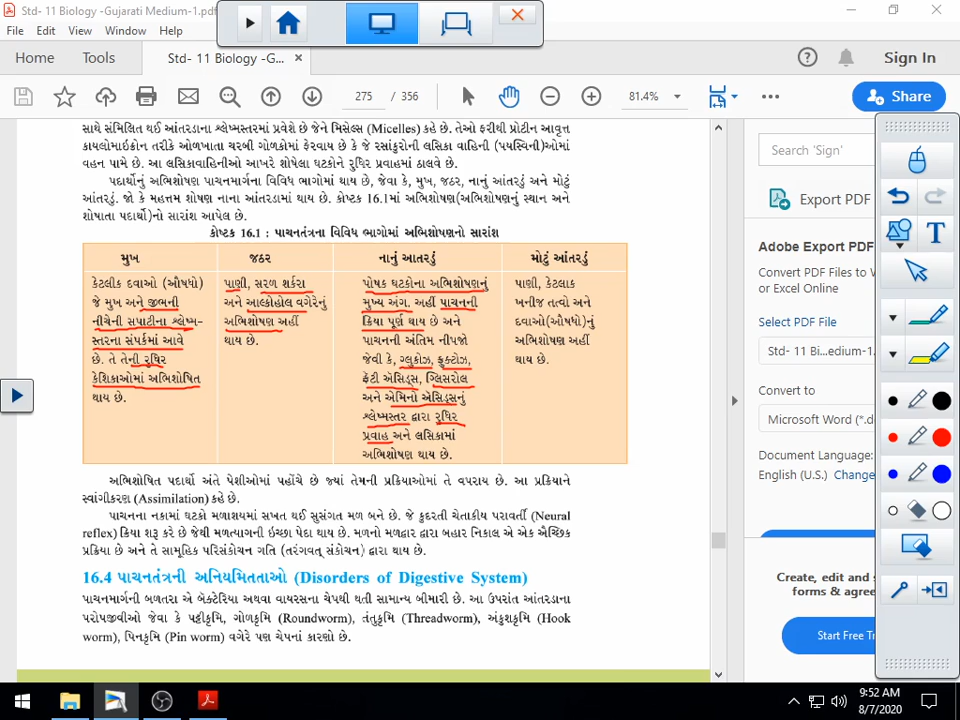 Std- 11 Biology -Gujarati Medium-1.pdf
File Edit View Window Help
Home Tools Std- 11 Biology -G... × Sign In
275 / 356 81.4% Share
સાથે સંમિલિત થઈ આંતરડાના શ્લેષ્મસ્તરમાં પ્રવેશે છે જેને મિસેલ્સ (Micelles) કહે છે. તેઓ ફરીથી પ્રોટીન આવૃત્ત
કાયલોમાઇક્રોન તરીકે ઓળખાતા ચરબી ગોળકોમાં ફેરવાય છે કે જે રસાંકુરોની લસિકા વાહિની (પયસ્વિની)ઓમાં
વહન પામે છે. આ લસિકાવાહિનીઓ આખરે શોષેલા ઘટકોને રુધિર પ્રવાહમાં ઠાલવે છે.
પદાર્થોનું અભિશોષણ પાચનમાર્ગના વિવિધ ભાગોમાં થાય છે, જેવા કે, મુખ, જઠર, નાનું આંતરડું અને મોટું
આંતરડું. જો કે મહત્તમ શોષણ નાના આંતરડામાં થાય છે. કોષ્ટક 16.1માં અભિશોષણ(અભિશોષણનું સ્થાન અને
શોષાતા પદાર્થ)નો સારાંશ આપેલ છે.
કોષ્ટક 16.1 : પાચનતંત્રના વિવિધ ભાગોમાં અભિશોષણનો સારાંશ
મુખ જઠર નાનું આતરડું મોટું આંતરડું
કેટલીક દવાઓ (ઔષધો) પાણી, સરળ શર્કરા પોષક ઘટકોના અભિશોષણનું પાણી, કેટલાક
જે મુખ અને જીભની અને આલ્કોહોલ વગેરેનું મુખ્ય અંગ. અહીં પાચનની ખનીજ તત્વો અને
નીચેની સપાટીના શ્લેષ્મ- અભિશોષણ અહીં ક્રિયા પૂર્ણ થાય છે અને દવાઓ(ઔષધો)નું
સ્તરના સંપર્કમાં આવે થાય છે. પાચનની અંતિમ નીપજો અભિશોષણ અહીં
છે. તે તેની રુધિર જેવી કે, ગ્લુકોઝ, ફ્રુક્ટોઝ, થાય છે.
કેશિકાઓમાં અભિશોષિત ફેટી ઍસિડ્સ, ગ્લિસરોલ
થાય છે. અને એમિનો એસિડ્સનું
શ્લેષ્મસ્તર દ્વારા રુધિર
પ્રવાહ અને લસિકામાં
અભિશોષણ થાય છે.
અભિશોષિત પદાર્થો અંતે પેશીઓમાં પહોંચે છે જ્યાં તેમની પ્રક્રિયાઓમાં તે વપરાય છે. આ પ્રક્રિયાને
સ્વાંગીકરણ (Assimilation) કહે છે.
પાચનના નકામાં ઘટકો મળાશયમાં સખત થઈ સુસંગત મળ બને છે. જે કુદરતી ચેતાકીય પરાવર્તી (Neural
reflex) ક્રિયા શરૂ કરે છે જેથી મળત્યાગની ઇચ્છા પેદા થાય છે. મળનો મળદ્વાર દ્વારા બહાર નિકાલ એ એક ઐચ્છિક
પ્રક્રિયા છે અને તે સામૂહિક પરિસંકોચન ગતિ (તરંગવત્ સંકોચન) દ્વારા થાય છે.
16.4 પાચનતંત્રની અનિયમિતતાઓ (Disorders of Digestive System)
પાચનમાર્ગની બળતરા એ બૅક્ટેરિયા અથવા વાયરસના ચેપથી થતી સામાન્ય બીમારી છે. આ ઉપરાંત આંતરડાના
પરોપજીવીઓ જેવા કે પટ્ટીકૃમિ, ગોળકૃમિ (Roundworm), તંતુકૃમિ (Threadworm), અંકુશકૃમિ (Hook
worm), પિનકૃમિ (Pin worm) વગેરે પણ ચેપનાં કારણો છે.
Search 'Sign'
Export PDF
Adobe Export PDF
Convert PDF Files to W
or Excel Online
Select PDF File
Std- 11 Bi...edium-1.
Convert to
Microsoft Word (*.d
Document Language:
English (U.S.) Change
Create, edit and s
forms & agree
Start Free Tr
T
9:52 AM
8/7/2020